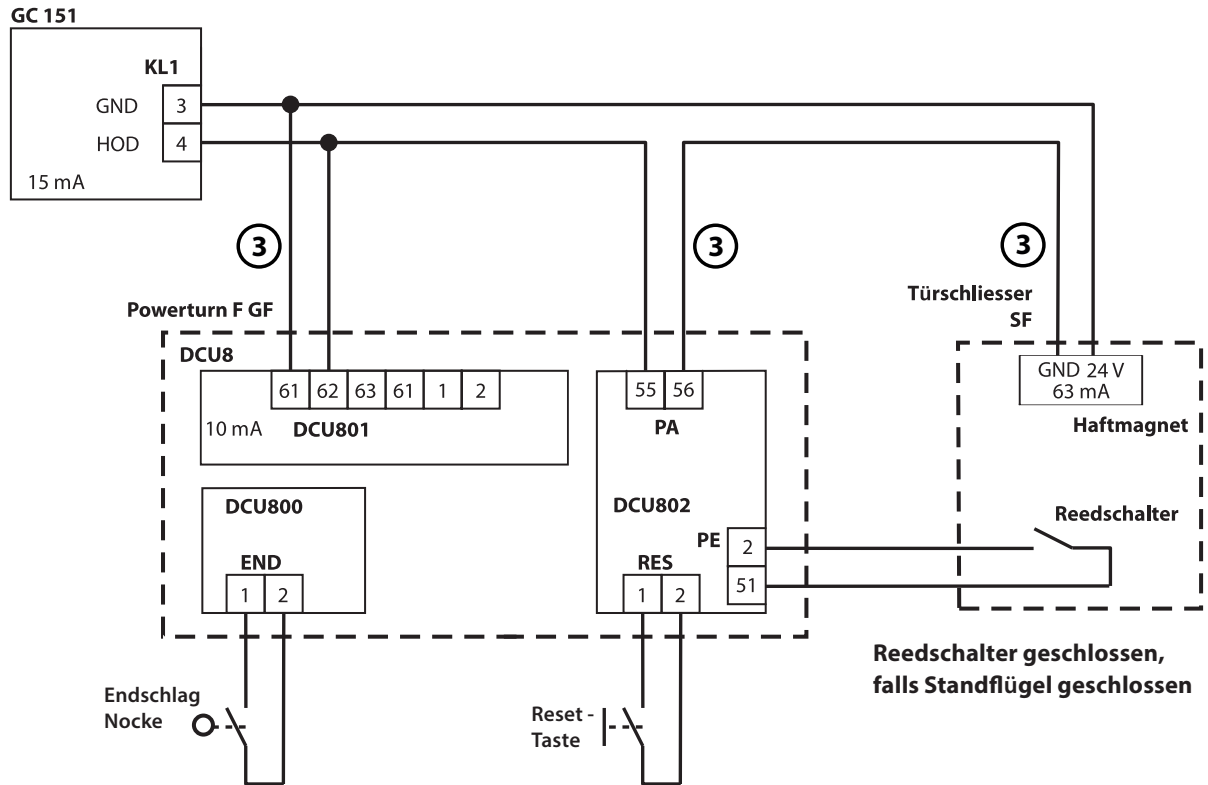 GC 151
KL1
GND 3
HOD 4
15 mA
3
3
3
Powerturn F GF
Türschliesser
SF
DCU8
61 62 63 61 1 2
10 mA DCU801
55 56
PA
GND 24 V
63 mA
Haftmagnet
DCU800
END
1 2
DCU802
PE 2
51
RES
1 2
Reedschalter
Reedschalter geschlossen,
falls Standflügel geschlossen
Endschlag
Nocke
Reset -
Taste